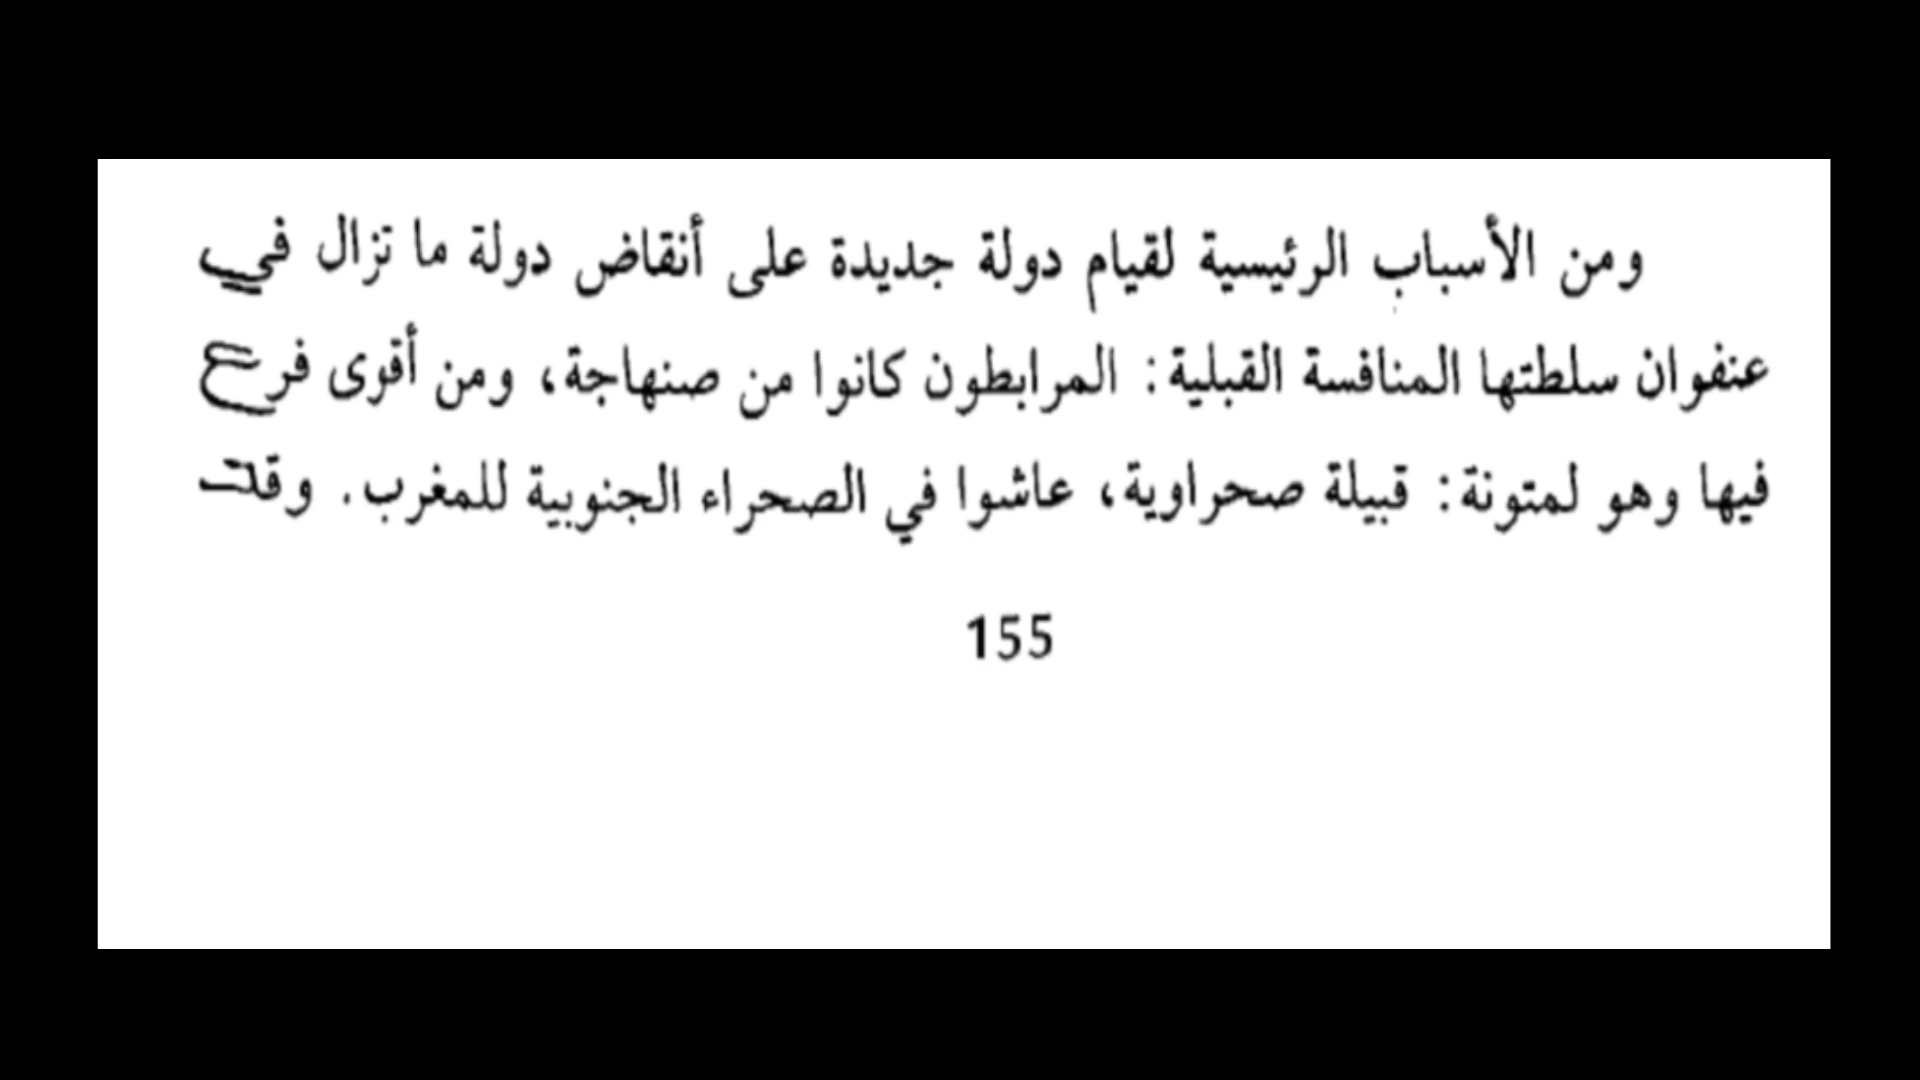 ومن الأسباب الرئيسية لقيام دولة جديدة على أنقاض دولة ما تزال في
عنفوان سلطتها المنافسة القبلية: المرابطون كانوا من صنهاجة، ومن أقوى فرع
فيها وهو لمتونة: قبيلة صحراوية، عاشوا في الصحراء الجنوبية للمغرب.
155